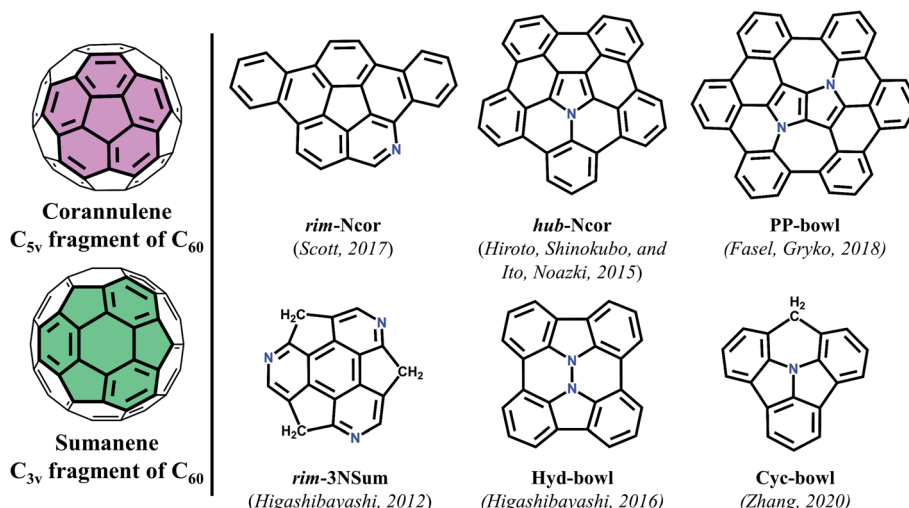 Corannulene
C5v fragment of C60
Sumanene
C3v fragment of C60
N
rim-Ncor
(Scott, 2017)
N
hub-Ncor
(Hiroto, Shinokubo, and
Ito, Noazki, 2015)
N
N
PP-bowl
(Fasel, Gryko, 2018)
H2C
N
N
CH2
H2C
N
rim-3NSum
(Higashibayashi, 2012)
N
N
Hyd-bowl
(Higashibayashi, 2016)
H2
C
N
Cyc-bowl
(Zhang, 2020)